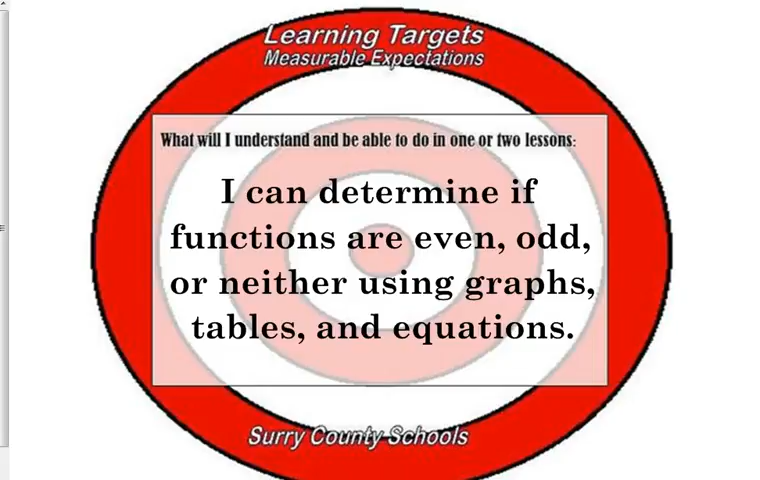 Learning Targets
Measurable Expectations
What will I understand and be able to do in one or two lessons:
I can determine if
functions are even, odd,
or neither using graphs,
tables, and equations.
Surry County Schools